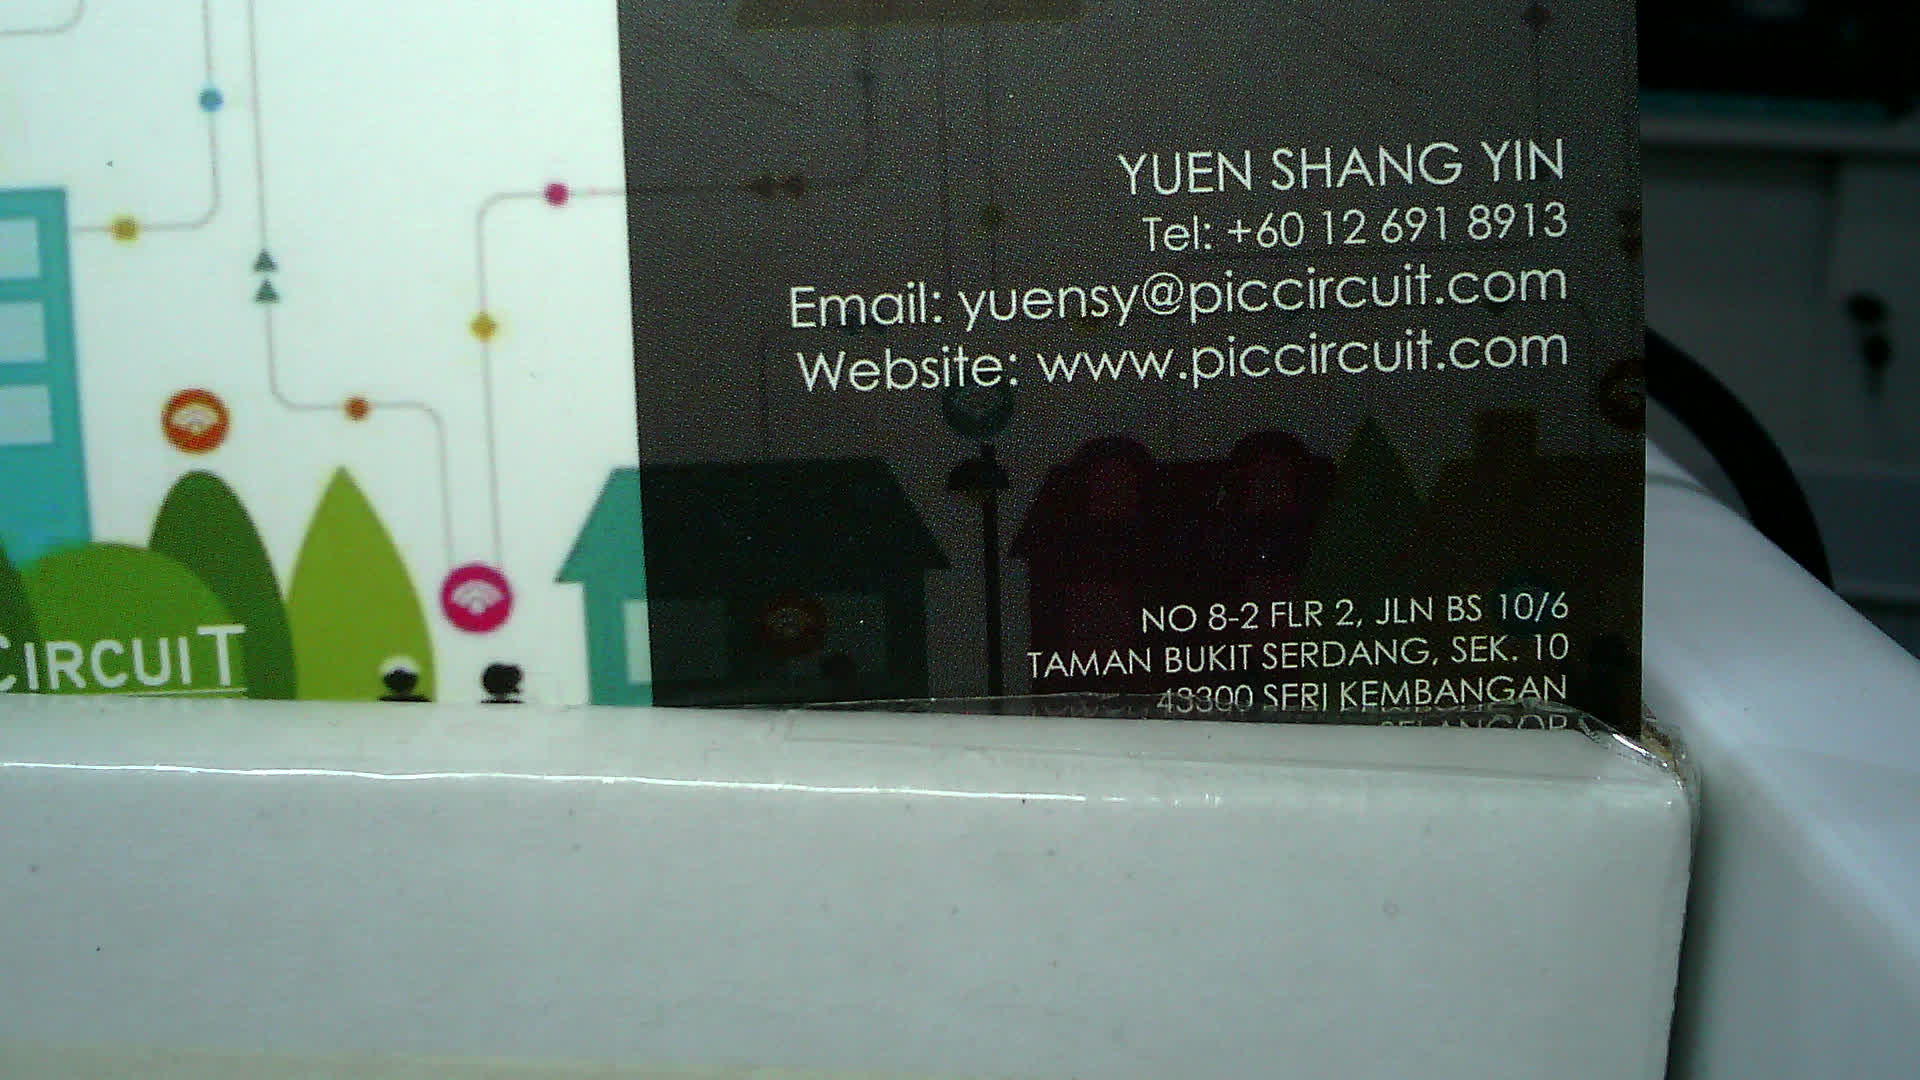 YUEN SHANG YIN
Tel: +60 12 691 8913
Email: yuensy@piccircuit.com
Website: www.piccircuit.com
NO 8-2 FLR 2, JLN BS 10/6
TAMAN BUKIT SERDANG, SEK. 10
43300 SERI KEMBANGAN
SELANGOR
CIRCUIT